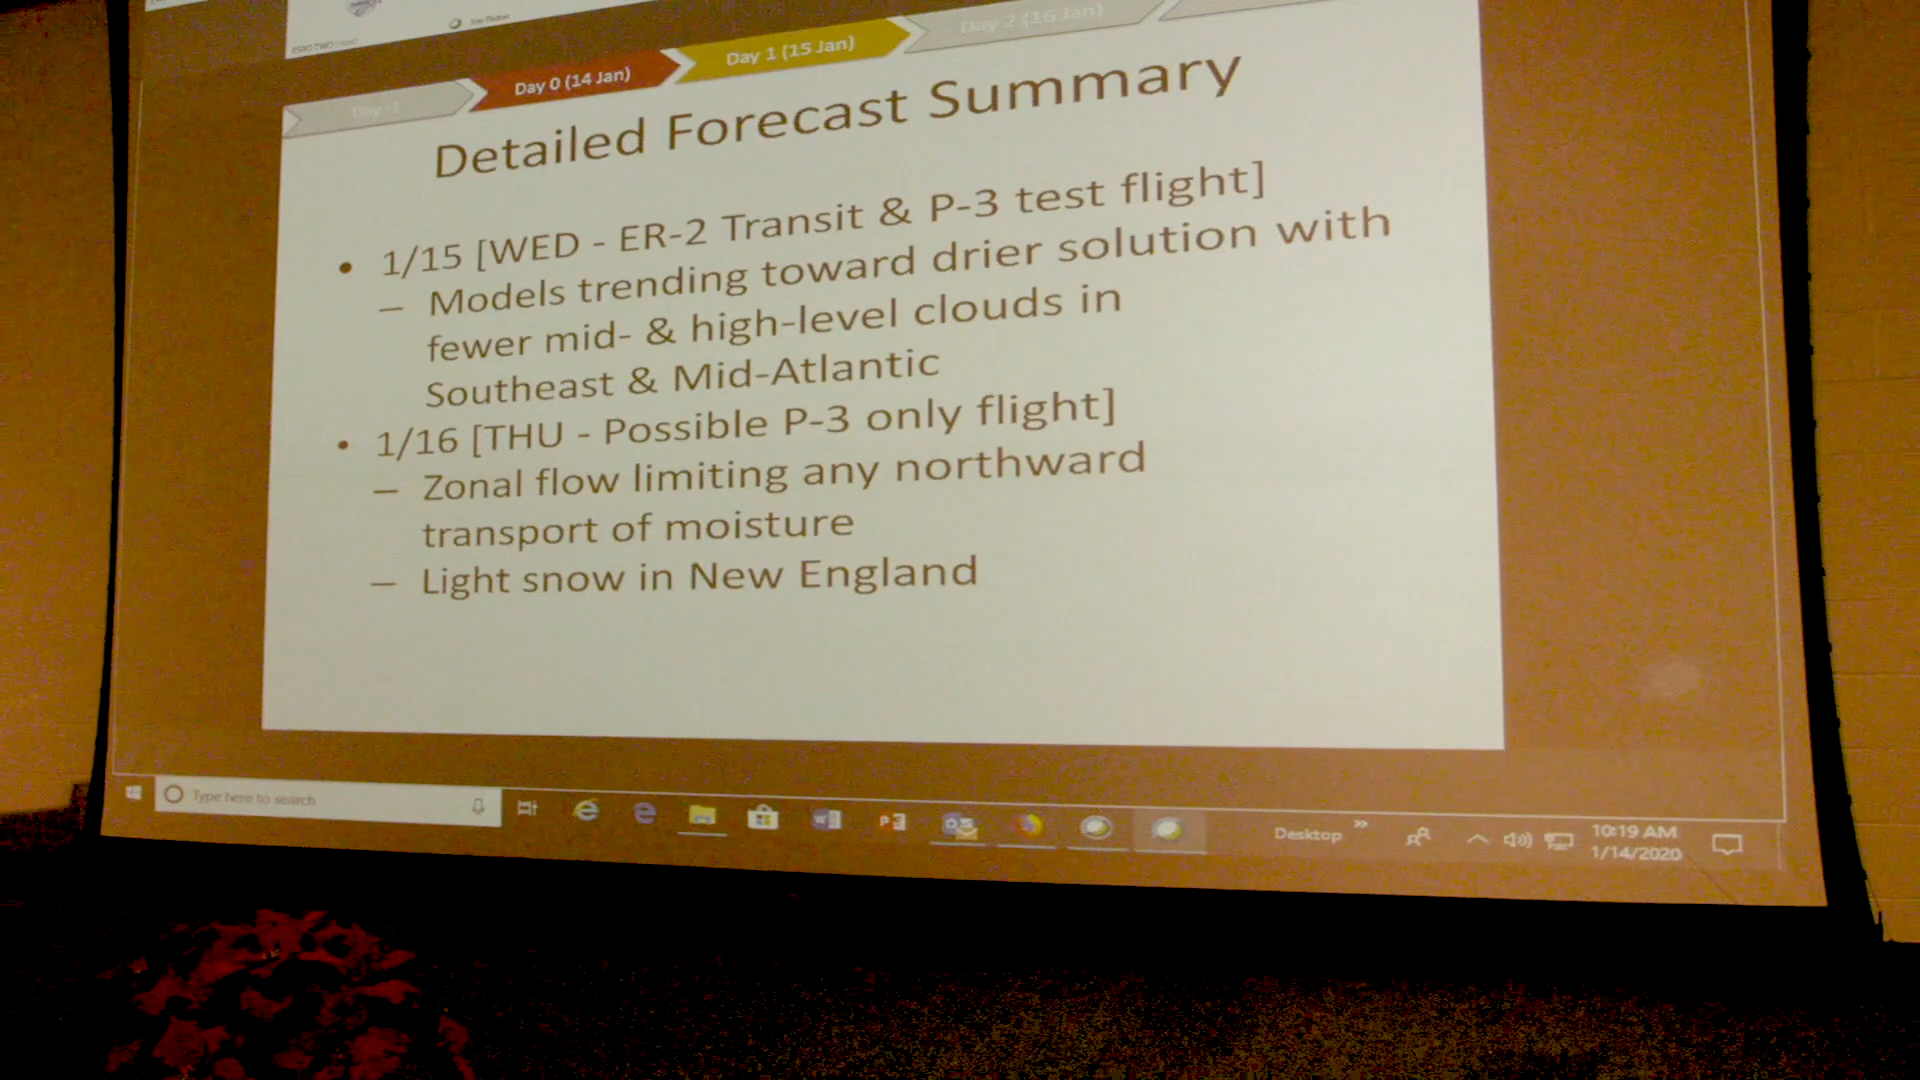 ESPO TWO
Day -1
Day 0 (14 Jan)
Day 1 (15 Jan)
Day 2 (16 Jan)
Detailed Forecast Summary
• 1/15 [WED - ER-2 Transit & P-3 test flight]
– Models trending toward drier solution with
fewer mid- & high-level clouds in
Southeast & Mid-Atlantic
• 1/16 [THU - Possible P-3 only flight]
– Zonal flow limiting any northward
transport of moisture
– Light snow in New England
Type here to search
Desktop
10:19 AM
1/14/2020